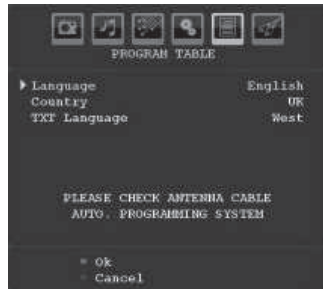 PROGRAM TABLE
Language English
Country UK
TXT Language West
PLEASE CHECK ANTENNA CABLE
AUTO. PROGRAMMING SYSTEM
Ok
Cancel